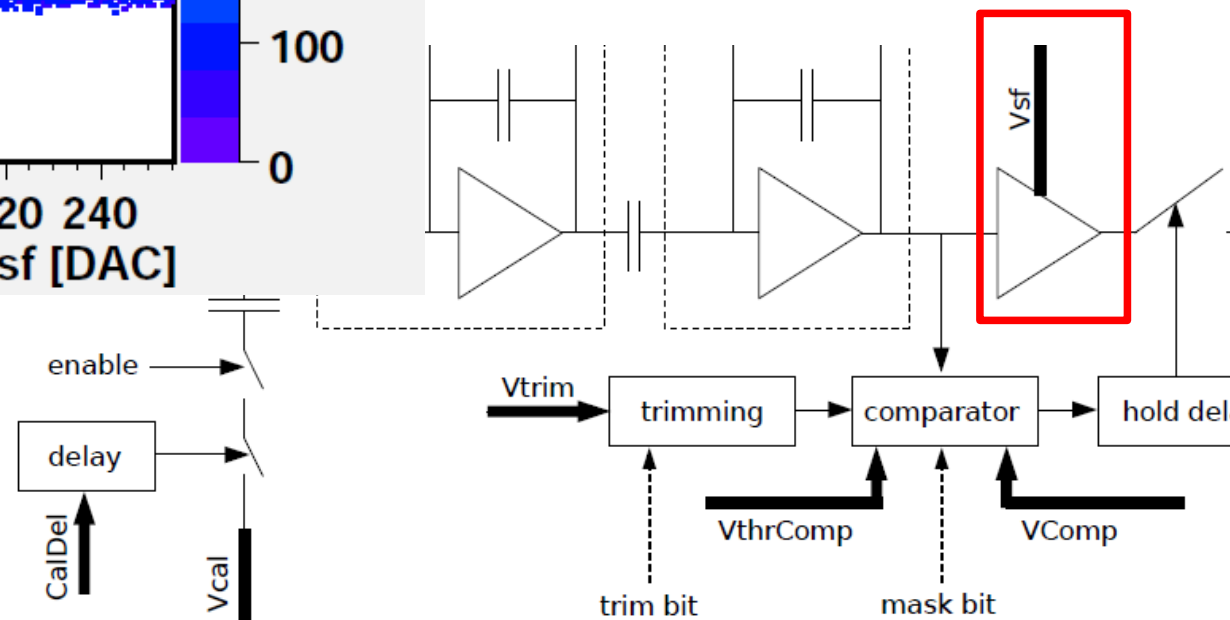 100
0
20 240
sf [DAC]
Vsf
enable
delay
CalDel
Vcal
Vtrim
trimming
comparator
hold del
VthrComp
VComp
trim bit
mask bit